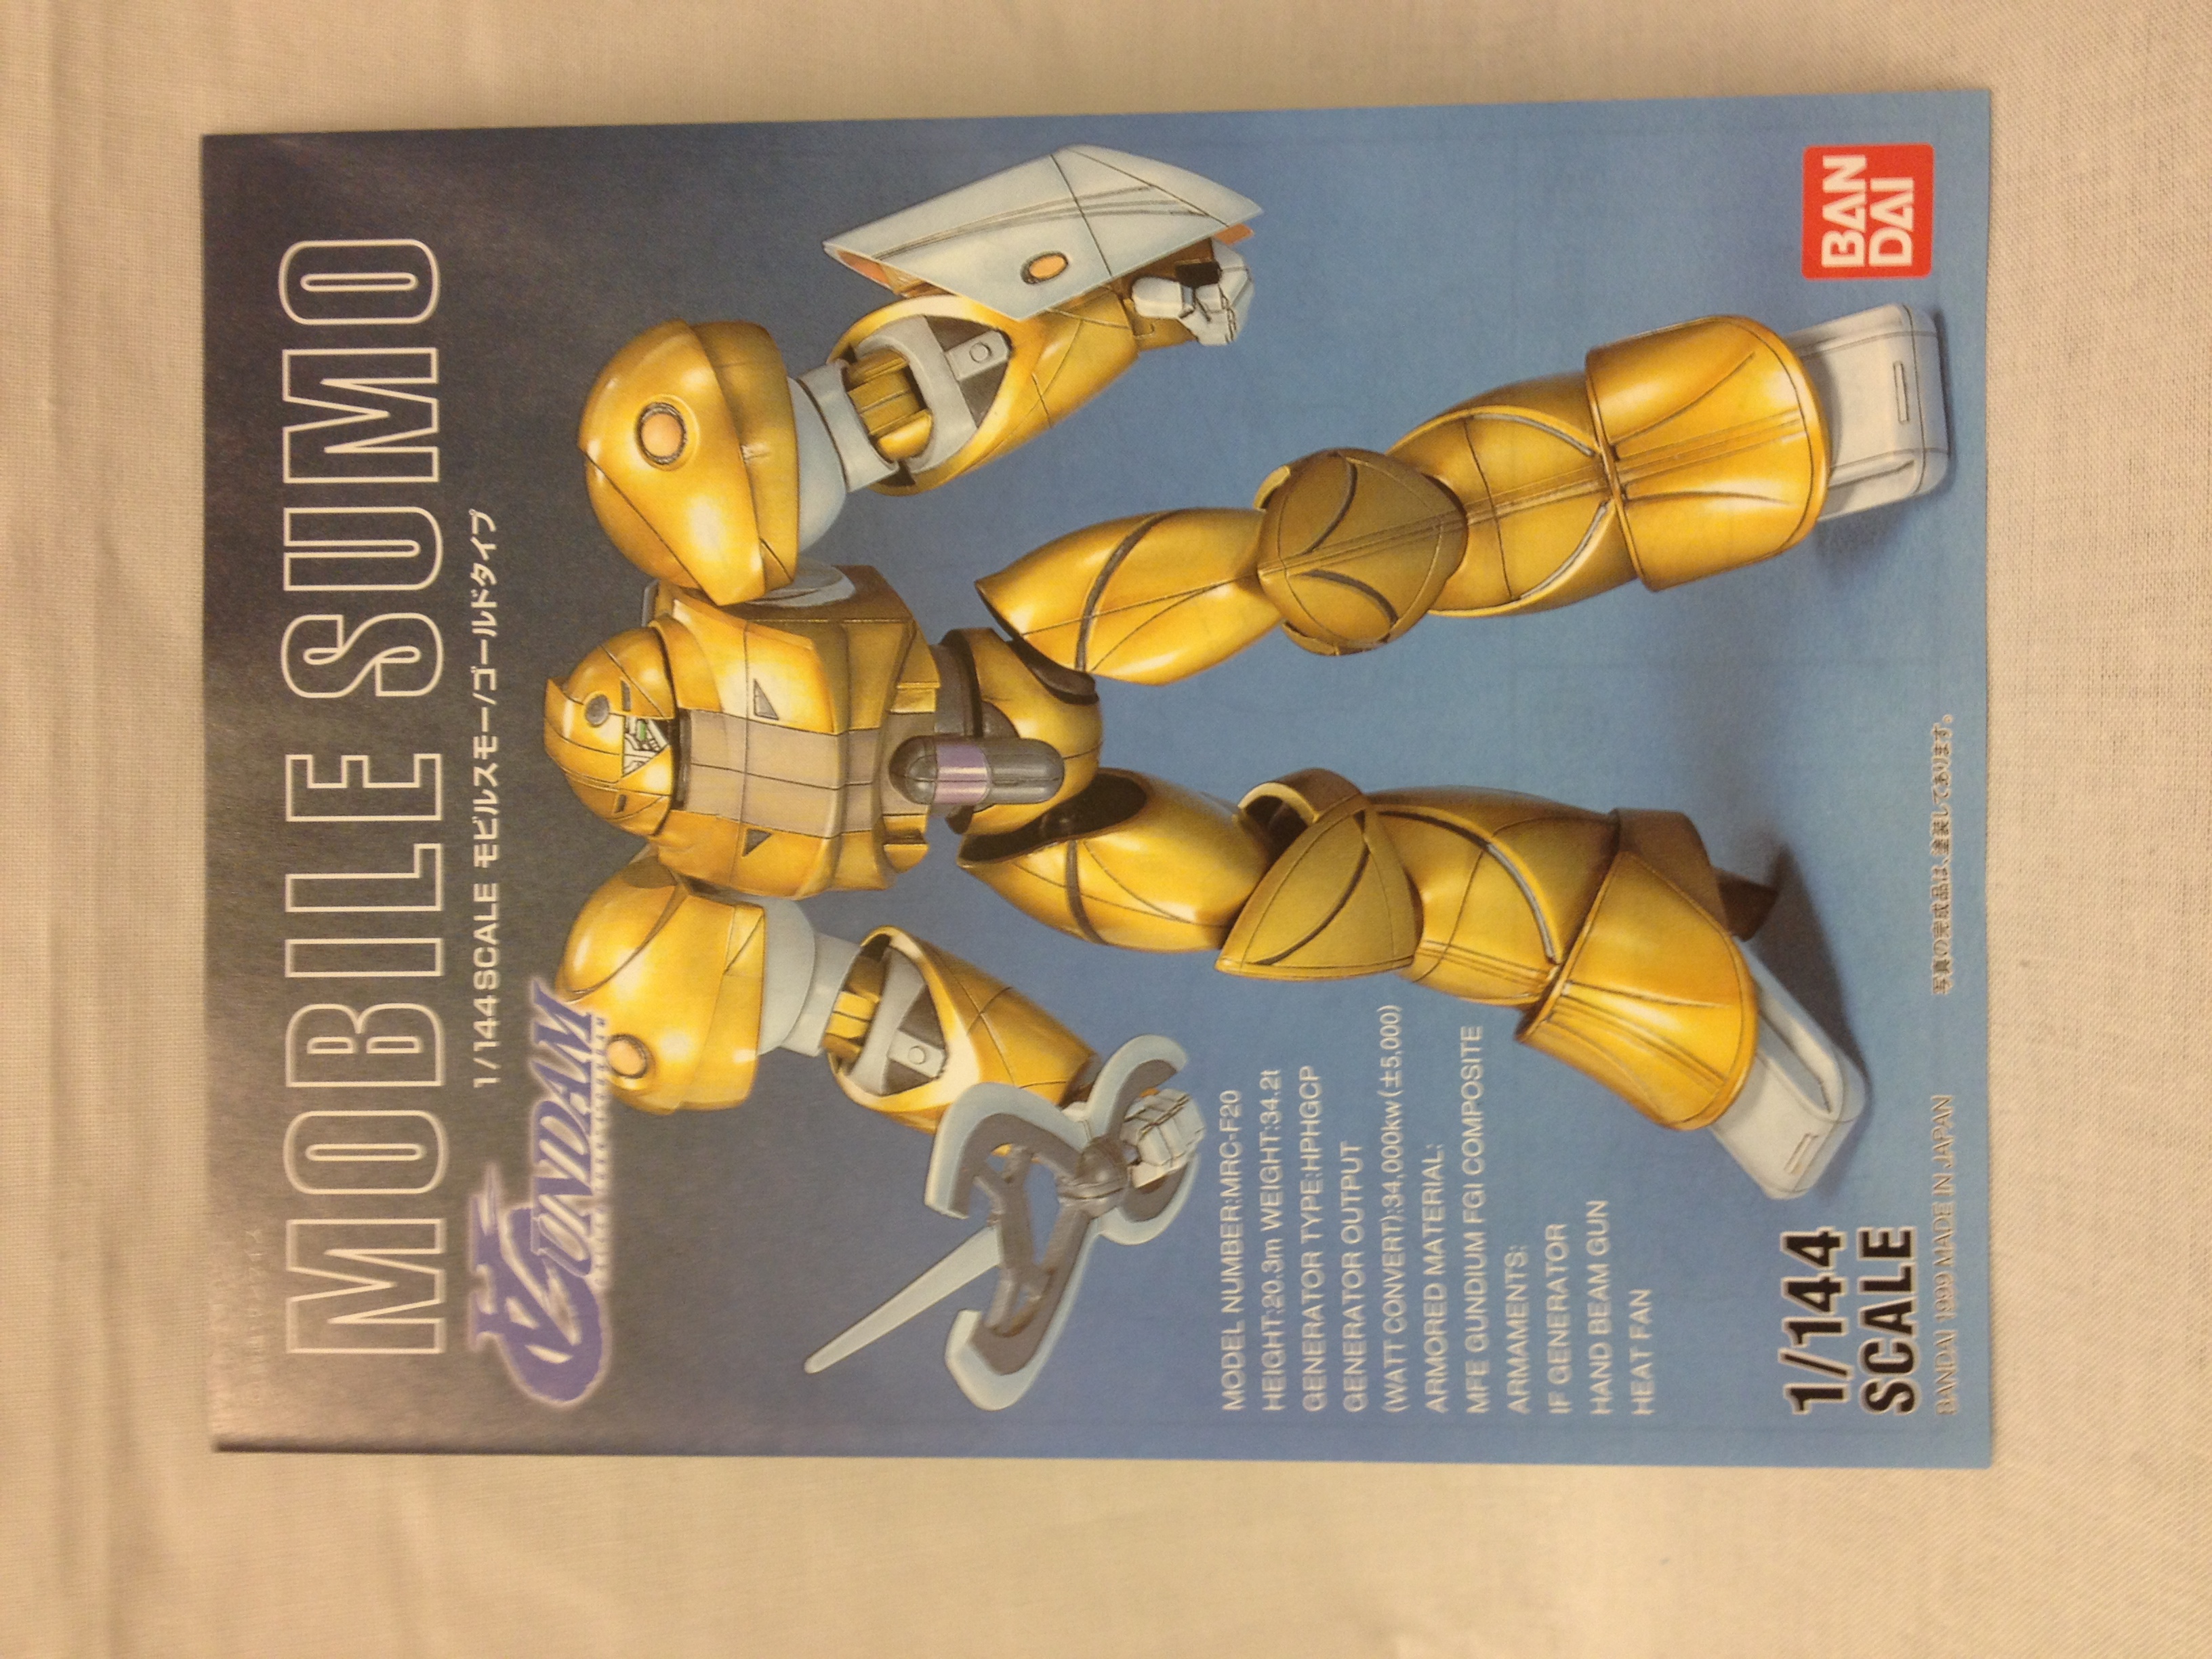 MOBILE SUMO
1/144 SCALE モビルスモー/ゴールドタイプ
GUNDAM
MODEL NUMBER:MRC-F20
HEIGHT:20.3m WEIGHT:34.2t
GENERATOR TYPE:HPHGCP
GENERATOR OUTPUT
(WATT CONVERT):34,000kw(±5,000)
ARMORED MATERIAL:
MFE GUNDIUM FGI COMPOSITE
ARMAMENTS:
IF GENERATOR
HAND BEAM GUN
HEAT FAN
1/144
SCALE
BANDAI 1999 MADE IN JAPAN
写真の完成品は、塗装してあります。
BAN
DAI